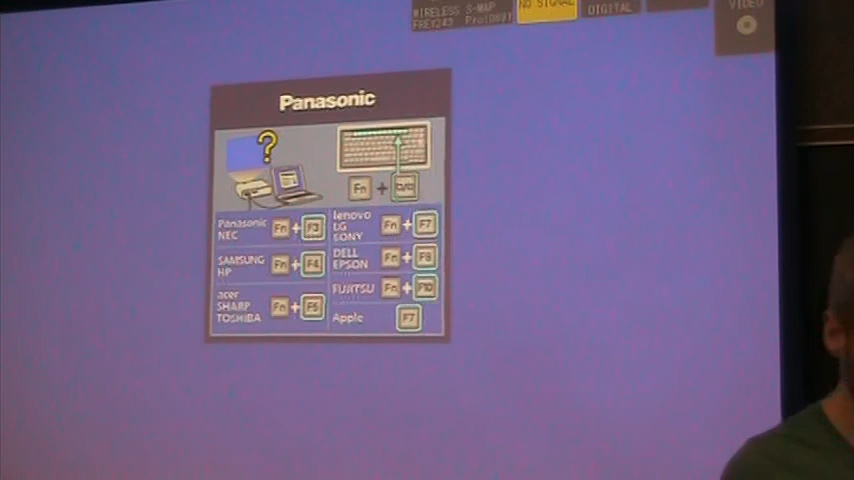 WIRELESS S-MAP
NO SIGNAL
DIGITAL
VIDEO
Panasonic
?
Fn +
Panasonic
NEC
Fn + F3
lenovo
LG
SONY
Fn + F7
SAMSUNG
HP
Fn + F4
DELL
EPSON
Fn + F8
acer
SHARP
TOSHIBA
Fn + F5
FUJITSU
Fn + F10
Apple
F7